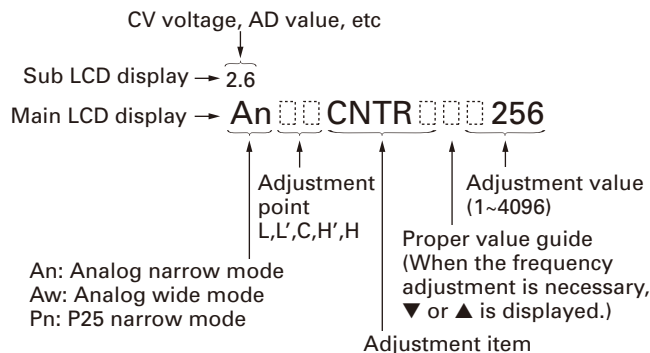 CV voltage, AD value, etc
Sub LCD display → 2.6
Main LCD display → An CNTR 256
Adjustment
point
L,L',C,H',H
Adjustment value
(1~4096)
Proper value guide
(When the frequency
adjustment is necessary,
▼ or ▲ is displayed.)
An: Analog narrow mode
Aw: Analog wide mode
Pn: P25 narrow mode
Adjustment item